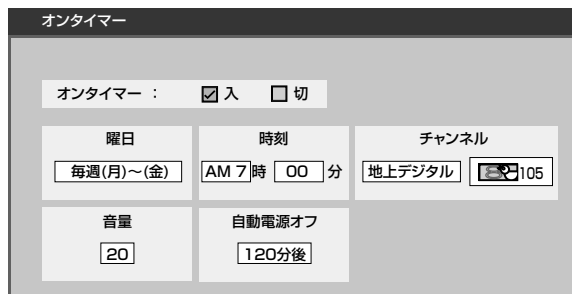 オンタイマー
オンタイマー : 入 切
曜日
毎週(月)～(金)
時刻
AM 7 時 00 分
チャンネル
地上デジタル 105
音量
20
自動電源オフ
120分後